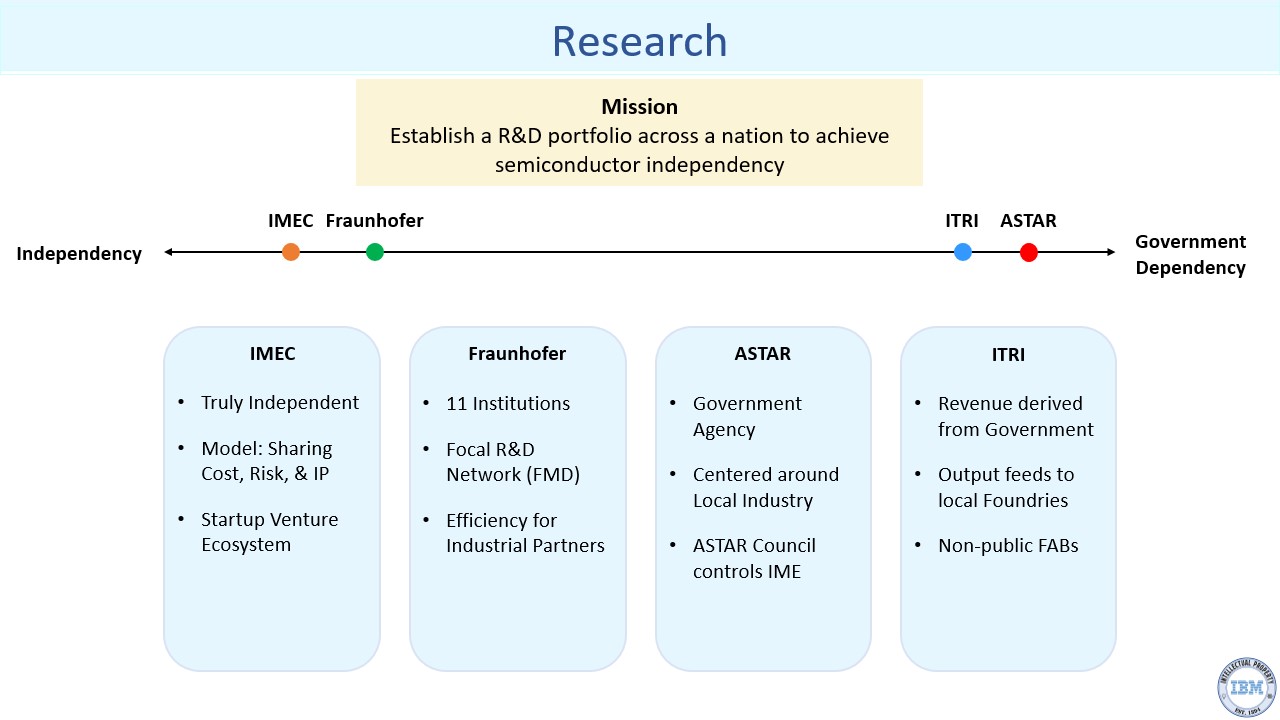 Research
Mission
Establish a R&D portfolio across a nation to achieve
semiconductor independency
IMEC
Fraunhofer
ITRI
ASTAR
Independency
Government
Dependency
IMEC
• Truly Independent
• Model: Sharing
Cost, Risk, & IP
• Startup Venture
Ecosystem
Fraunhofer
• 11 Institutions
• Focal R&D
Network (FMD)
• Efficiency for
Industrial Partners
ASTAR
• Government
Agency
• Centered around
Local Industry
• ASTAR Council
controls IME
ITRI
• Revenue derived
from Government
• Output feeds to
local Foundries
• Non-public FABs
INTELLECTUAL PROPERTY
IBM